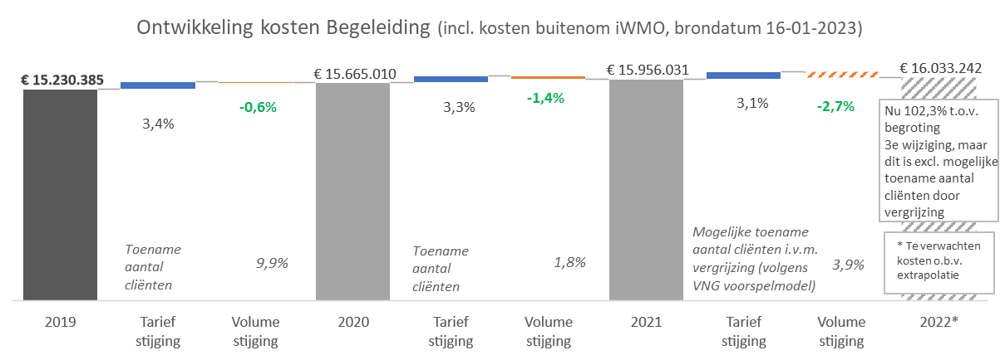 Ontwikkeling kosten Begeleiding (incl. kosten buitenom iWMO, brondatum 16-01-2023)
€ 15.230.385
3,4%
-0,6%
€ 15.665.010
3,3%
-1,4%
€ 15.956.031
3,1%
-2,7%
€ 16.033.242
Nu 102,3% t.o.v.
begroting
3e wijziging, maar
dit is excl. mogelijke
toename aantal
cliënten door
vergrijzing
Toename
aantal
cliënten
9,9%
Toename
aantal
cliënten
1,8%
Mogelijke toename
aantal cliënten i.v.m.
vergrijzing (volgens
VNG voorspelmodel)
3,9%
* Te verwachten
kosten o.b.v.
extrapolatie
2019
Tarief
stijging
Volume
stijging
2020
Tarief
stijging
Volume
stijging
2021
Tarief
stijging
Volume
stijging
2022*